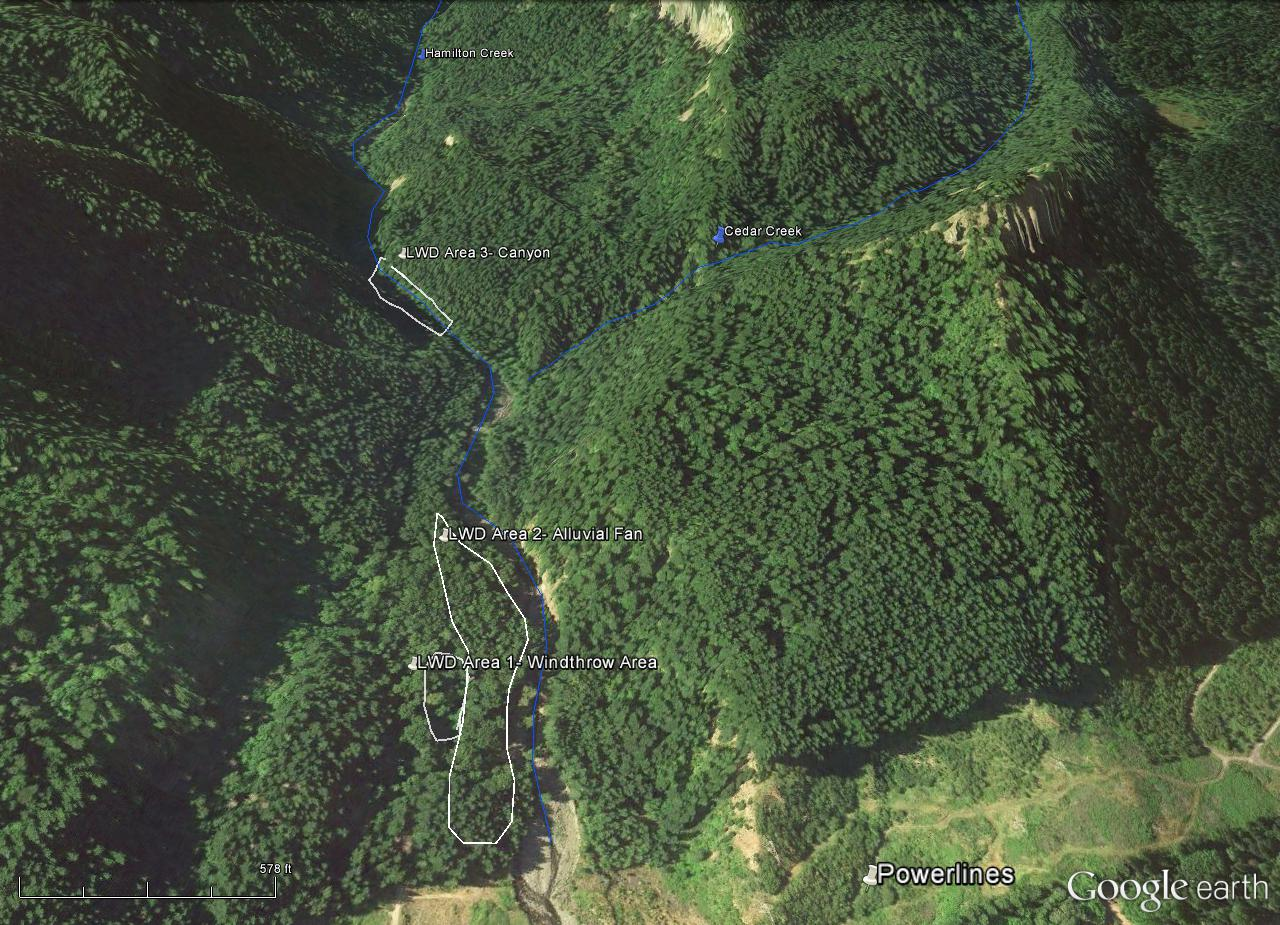 Hamilton Creek
Cedar Creek
LWD Area 3- Canyon
LWD Area 2- Alluvial Fan
LWD Area 1- Windthrow Area
578 ft
Powerlines
Google earth